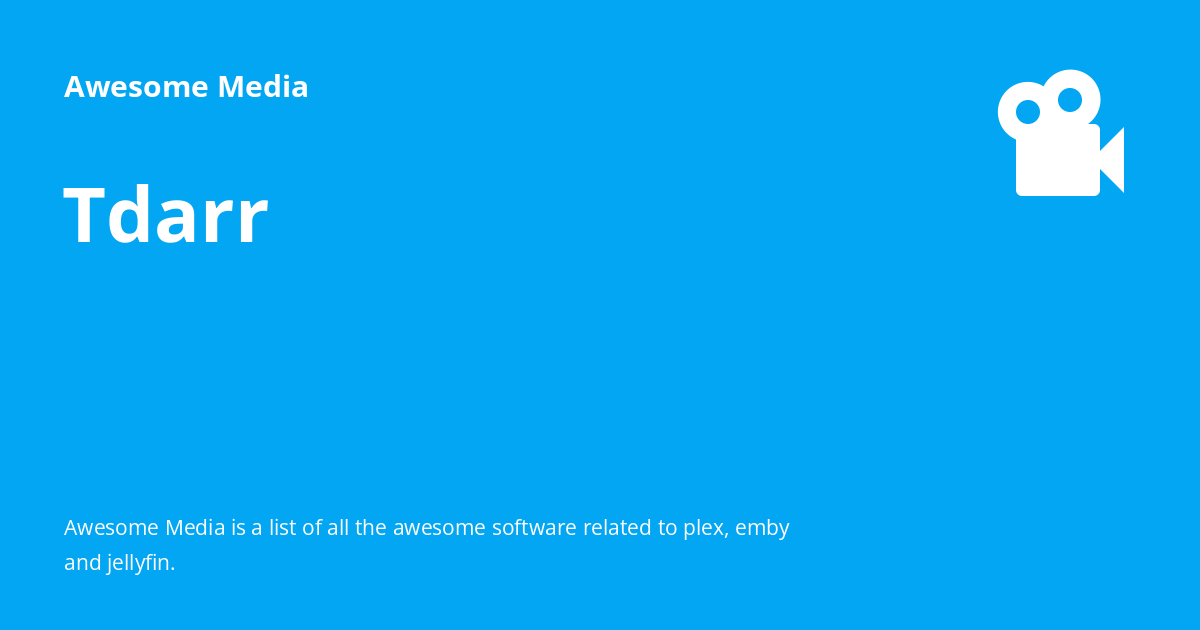 Awesome Media
Tdarr
Awesome Media is a list of all the awesome software related to plex, emby
and jellyfin.